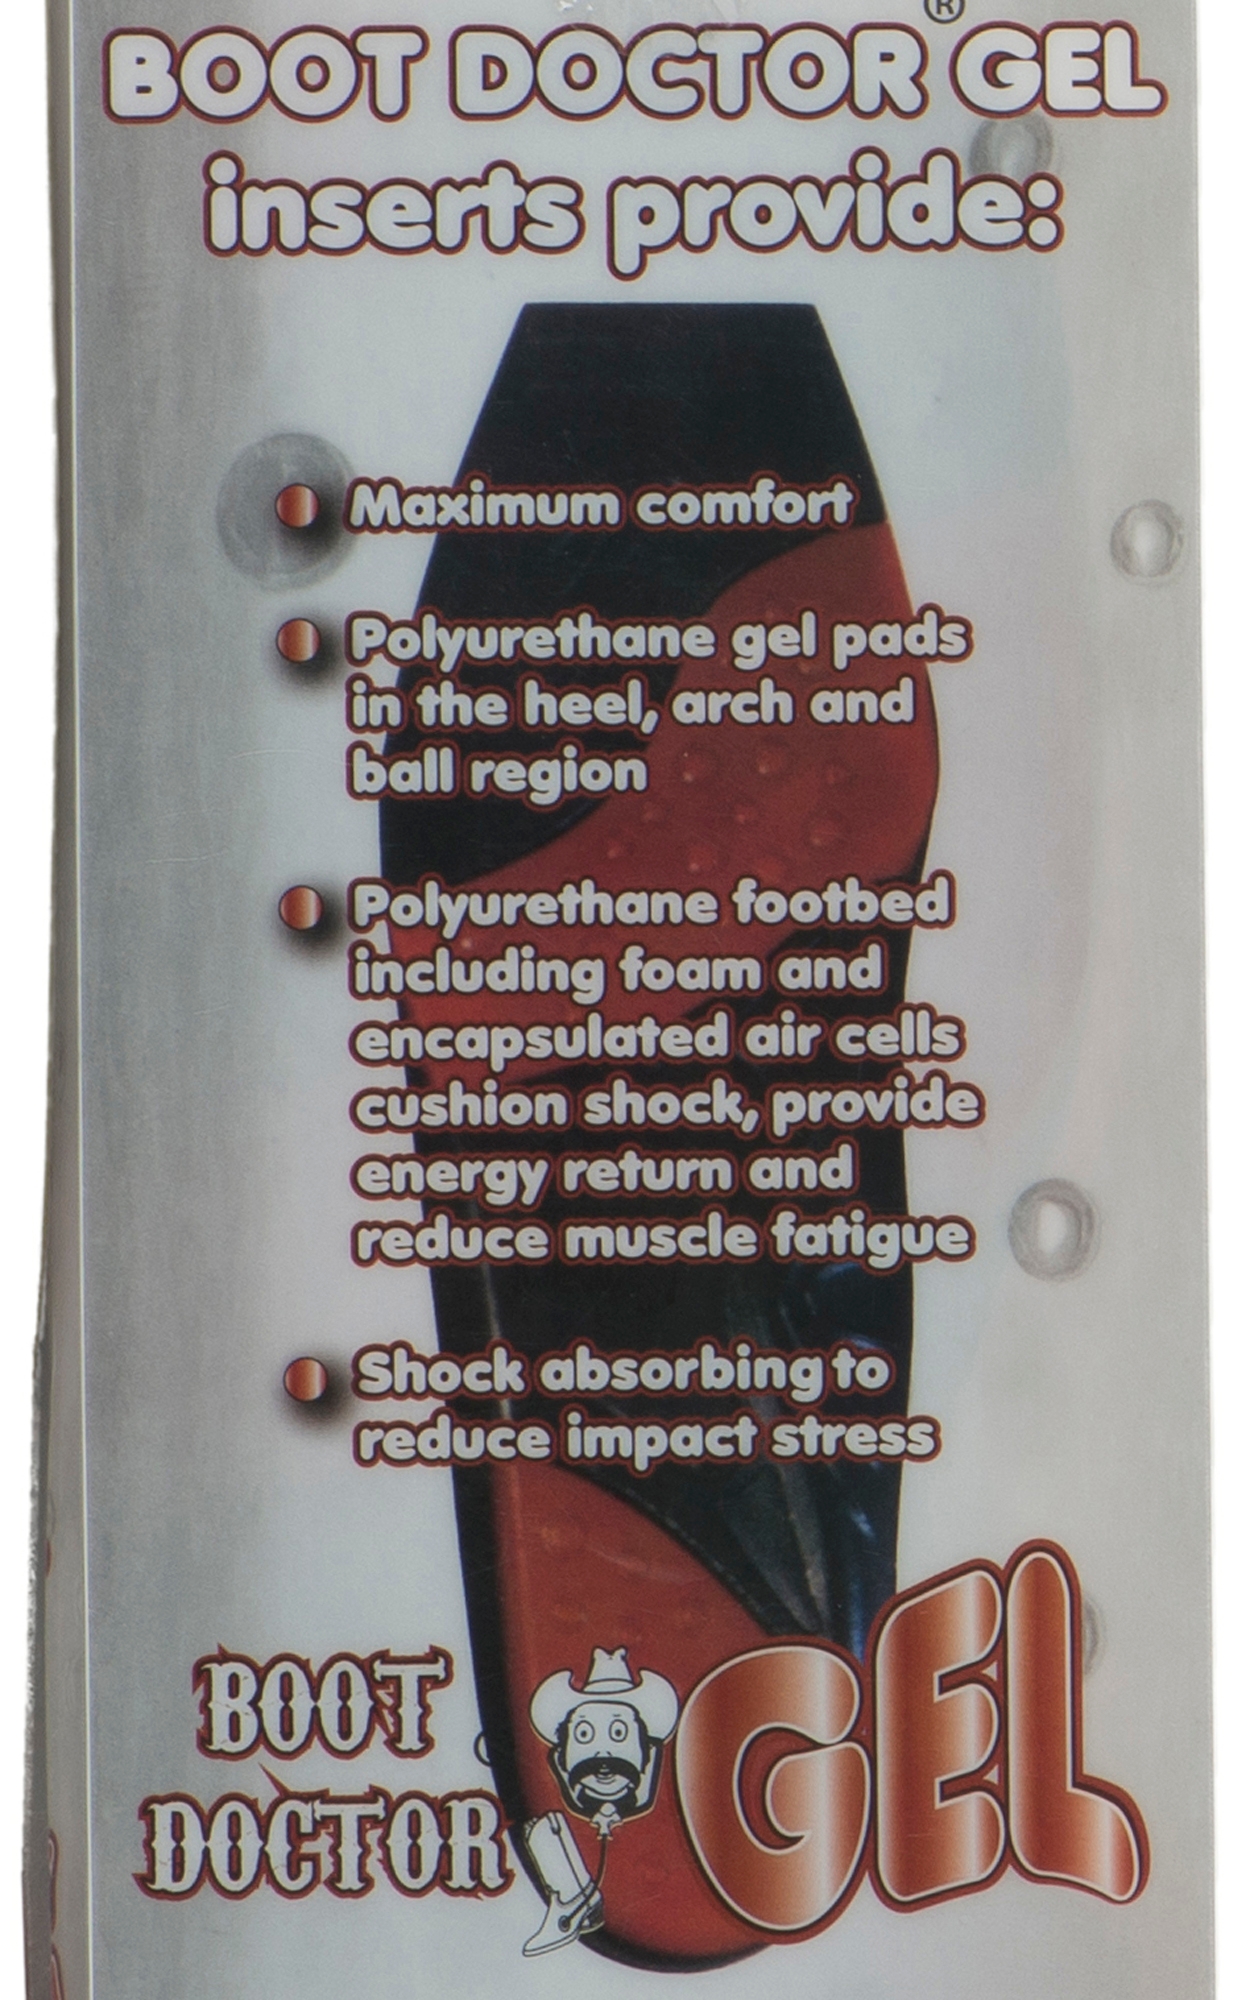 BOOT DOCTOR® GEL
inserts provide:
Maximum comfort
Polyurethane gel pads
in the heel, arch and
ball region
Polyurethane footbed
including foam and
encapsulated air cells
cushion shock, provide
energy return and
reduce muscle fatigue
Shock absorbing to
reduce impact stress
BOOT
DOCTOR
GEL